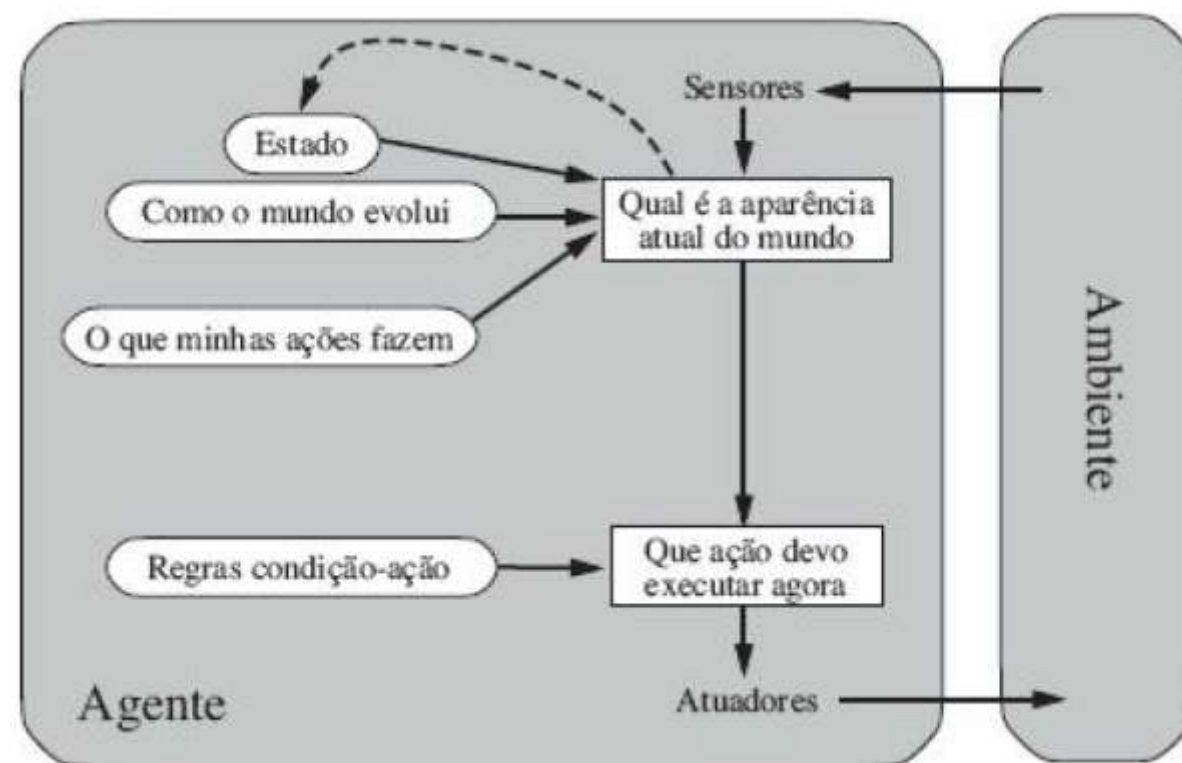 Sensores
Estado
Como o mundo evolui
Qual é a aparência
atual do mundo
O que minhas ações fazem
Regras condição-ação
Que ação devo
executar agora
Agente
Atuadores
Ambiente